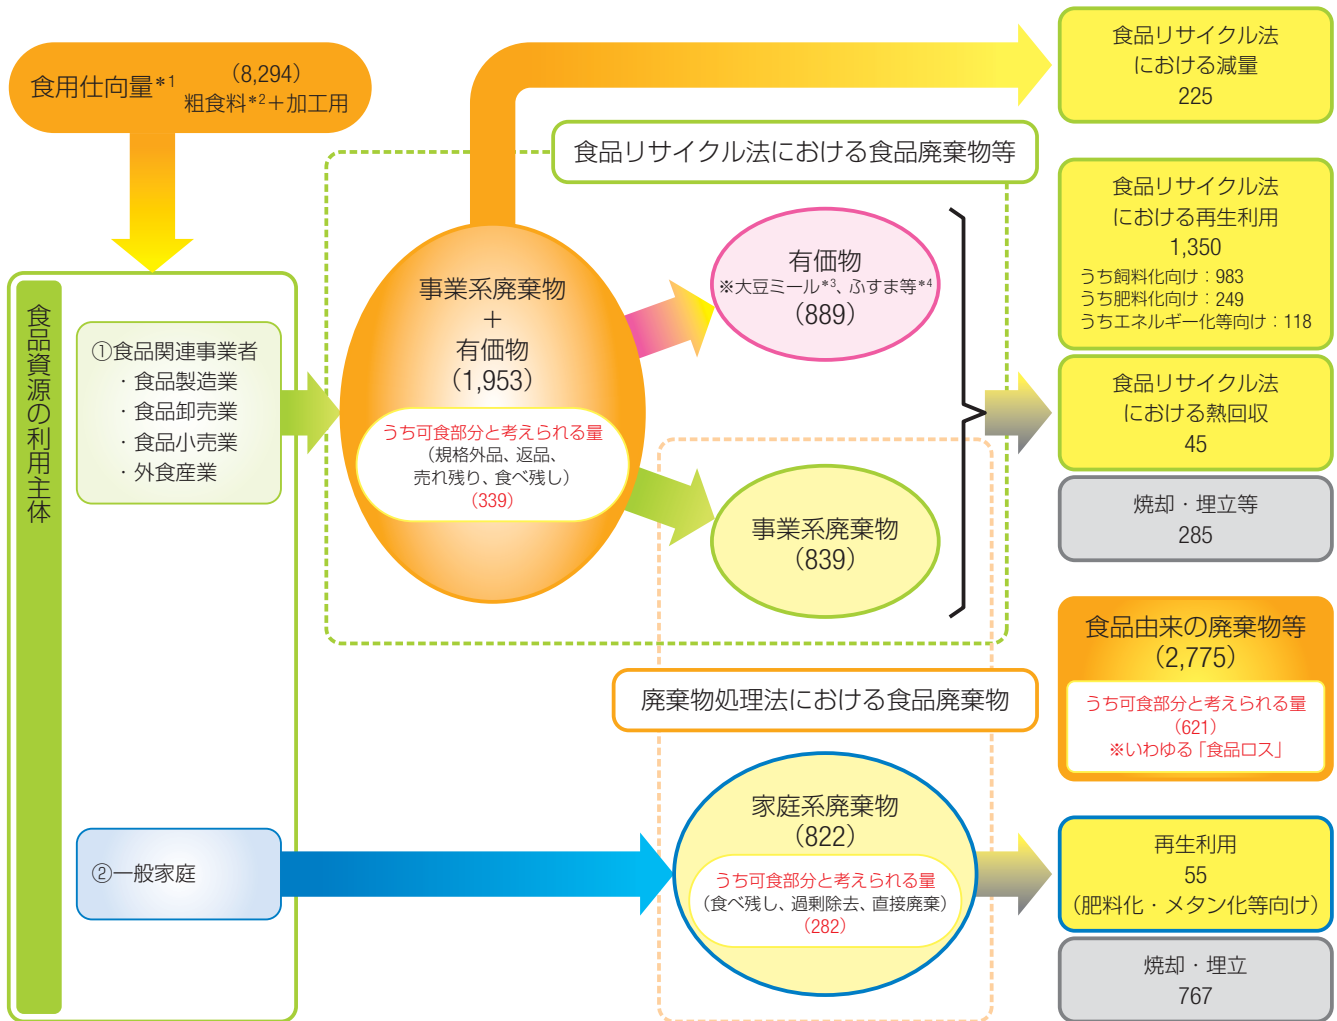 食用仕向量*1
（8,294）
粗食料*2＋加工用
食品資源の利用主体
①食品関連事業者
・食品製造業
・食品卸売業
・食品小売業
・外食産業
②一般家庭
食品リサイクル法における食品廃棄物等
事業系廃棄物
＋
有価物
（1,953）
うち可食部分と考えられる量
（規格外品、返品、
売れ残り、食べ残し）
（339）
有価物
※大豆ミール*3、ふすま等*4
（889）
事業系廃棄物
（839）
廃棄物処理法における食品廃棄物
家庭系廃棄物
（822）
うち可食部分と考えられる量
（食べ残し、過剰除去、直接廃棄）
（282）
食品リサイクル法
における減量
225
食品リサイクル法
における再生利用
1,350
うち飼料化向け：983
うち肥料化向け：249
うちエネルギー化等向け：118
食品リサイクル法
における熱回収
45
焼却・埋立等
285
食品由来の廃棄物等
（2,775）
うち可食部分と考えられる量
（621）
※いわゆる「食品ロス」
再生利用
55
（肥料化・メタン化等向け）
焼却・埋立
767